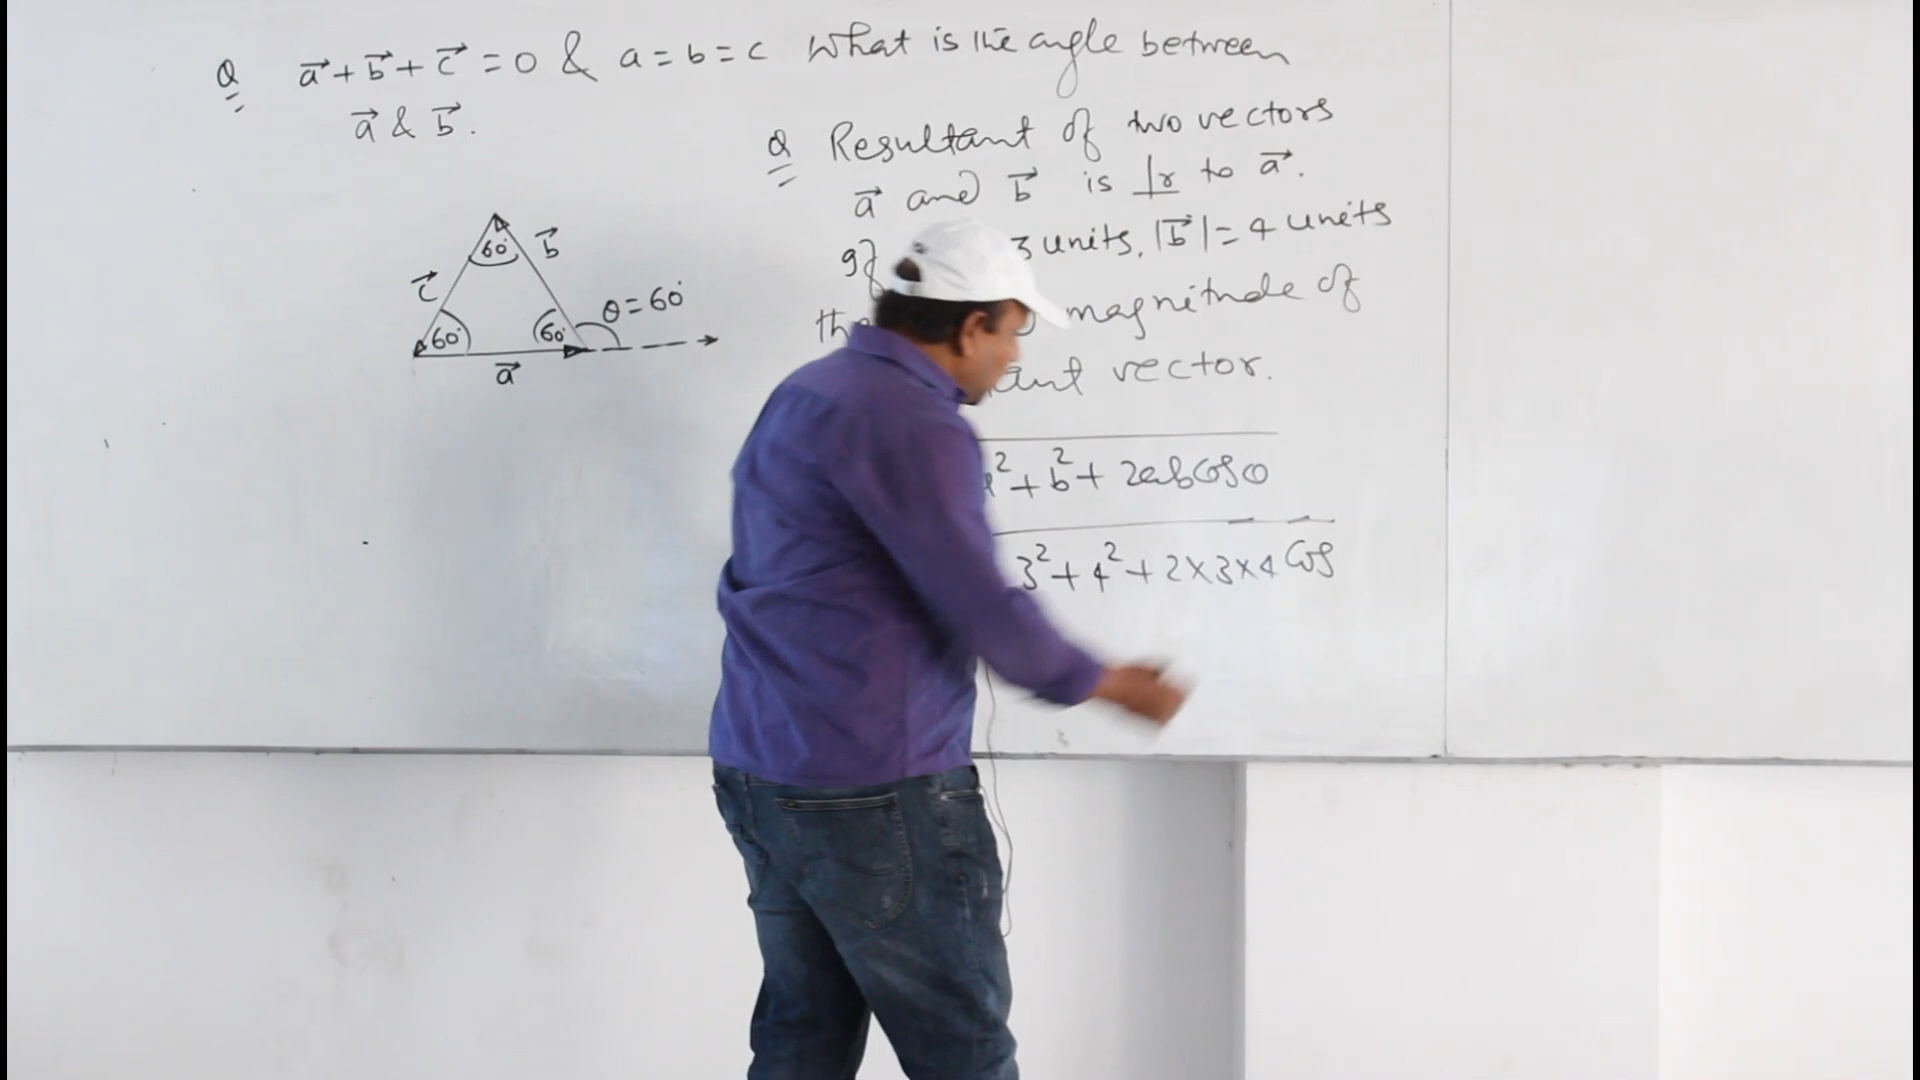 Q a⃗ + b⃗ + c⃗ = 0 & a = b = c What is the angle between
a⃗ & b⃗.
Q Resultant of two vectors
a⃗ and b⃗ is ⊥r to a⃗.
3 units, |b⃗| = 4 units
magnitude of
vector.
60°
b⃗
c⃗
60°
60°
θ = 60°
a⃗
² + b² + 2ab Cos θ
3² + 4² + 2×3×4 Cos